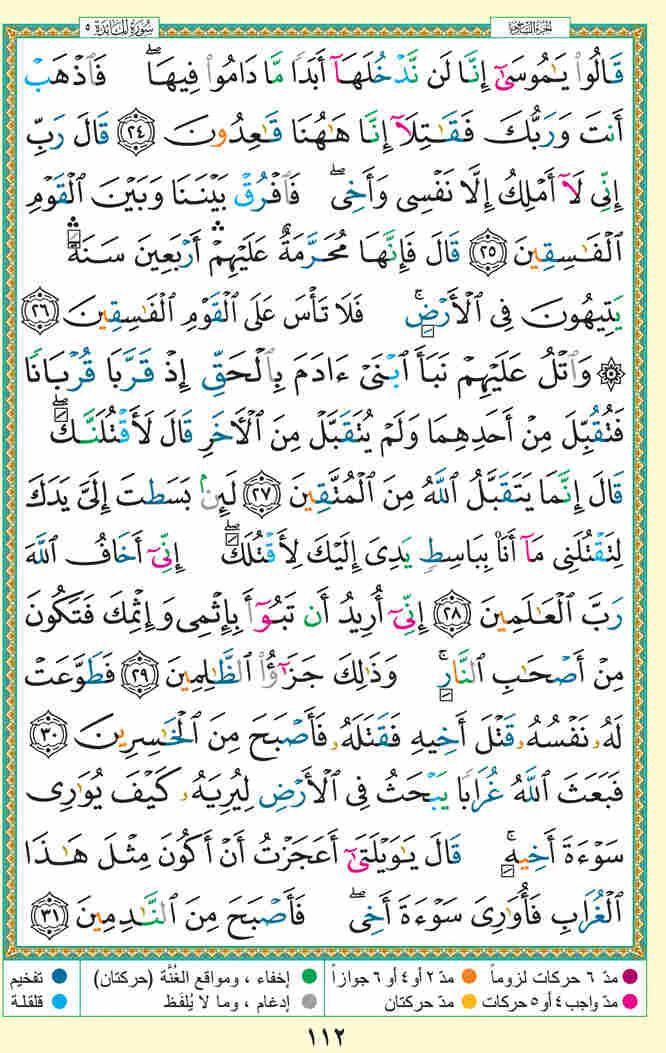 الجزء السادس
سُورَةُ المَائدَة ٥
قَالُوا۟ يَـٰمُوسَىٰٓ إِنَّا لَن نَّدْخُلَهَآ أَبَدًا مَّا دَامُوا۟ فِيهَا ۖ فَٱذْهَبْ
أَنتَ وَرَبُّكَ فَقَـٰتِلَآ إِنَّا هَـٰهُنَا قَـٰعِدُونَ ٢٤ قَالَ رَبِّ
إِنِّى لَآ أَمْلِكُ إِلَّا نَفْسِى وَأَخِى ۖ فَٱفْرُقْ بَيْنَنَا وَبَيْنَ ٱلْقَوْمِ
ٱلْفَـٰسِقِينَ ٢٥ قَالَ فَإِنَّهَا مُحَرَّمَةٌ عَلَيْهِمْ ۛ أَرْبَعِينَ سَنَةً ۛ
يَتِيهُونَ فِى ٱلْأَرْضِ ۚ فَلَا تَأْسَ عَلَى ٱلْقَوْمِ ٱلْفَـٰسِقِينَ ٢٦
۞ وَٱتْلُ عَلَيْهِمْ نَبَأَ ٱبْنَىْ ءَادَمَ بِٱلْحَقِّ إِذْ قَرَّبَا قُرْبَانًا
فَتُقُبِّلَ مِنْ أَحَدِهِمَا وَلَمْ يُتَقَبَّلْ مِنَ ٱلْـَٔاخَرِ قَالَ لَأَقْتُلَنَّكَ ۖ
قَالَ إِنَّمَا يَتَقَبَّلُ ٱللَّهُ مِنَ ٱلْمُتَّقِينَ ٢٧ لَئِنۢ بَسَطتَ إِلَىَّ يَدَكَ
لِتَقْتُلَنِى مَآ أَنَا۠ بِبَاسِطٍ يَدِىَ إِلَيْكَ لِأَقْتُلَكَ ۖ إِنِّىٓ أَخَافُ ٱللَّهَ
رَبَّ ٱلْعَـٰلَمِينَ ٢٨ إِنِّىٓ أُرِيدُ أَن تَبُوٓأَ بِإِثْمِى وَإِثْمِكَ فَتَكُونَ
مِنْ أَصْحَـٰبِ ٱلنَّارِ ۚ وَذَٰلِكَ جَزَٰٓؤُا۟ ٱلظَّـٰلِمِينَ ٢٩ فَطَوَّعَتْ
لَهُۥ نَفْسُهُۥ قَتْلَ أَخِيهِ فَقَتَلَهُۥ فَأَصْبَحَ مِنَ ٱلْخَـٰسِرِينَ ٣٠
فَبَعَثَ ٱللَّهُ غُرَابًا يَبْحَثُ فِى ٱلْأَرْضِ لِيُرِيَهُۥ كَيْفَ يُوَٰرِى
سَوْءَةَ أَخِيهِ ۚ قَالَ يَـٰوَيْلَتَىٰٓ أَعَجَزْتُ أَنْ أَكُونَ مِثْلَ هَـٰذَا
ٱلْغُرَابِ فَأُوَٰرِىَ سَوْءَةَ أَخِى ۖ فَأَصْبَحَ مِنَ ٱلنَّـٰدِمِينَ ٣١
مدّ ٦ حركات لزوماً مدّ ٢ أو ٤ أو ٦ جوازاً إخفاء ، ومواقع الغُنَّة (حركتان) تفخيم
مدّ واجب ٤ أو ٥ حركات مدّ حركتان إدغام ، وما لا يُلفَظ قلقلة
١١٢